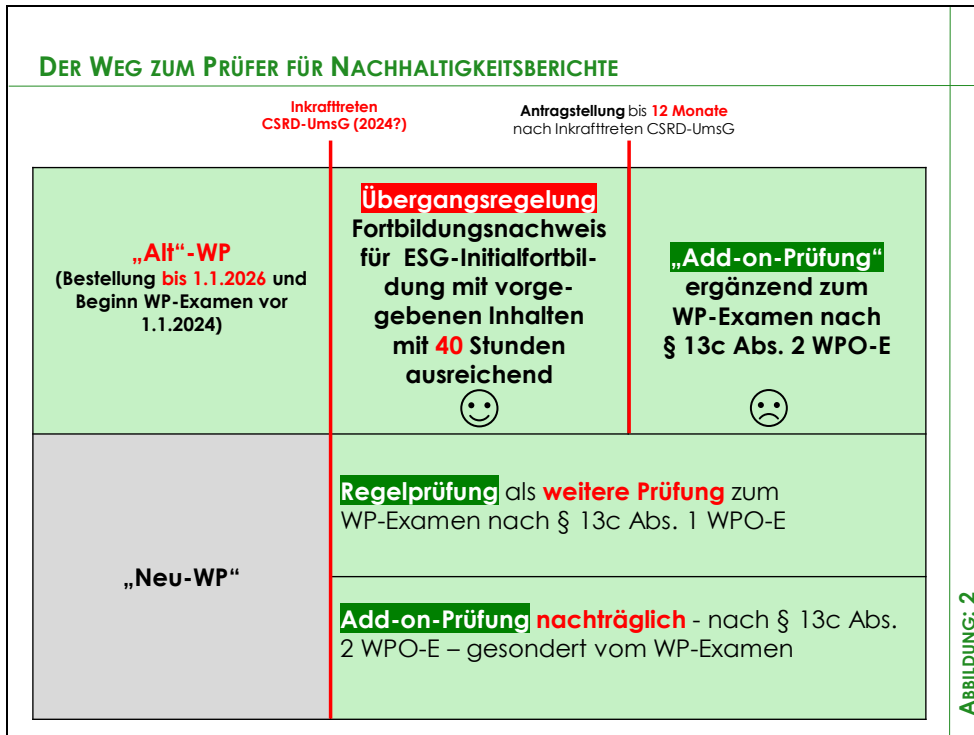 DER WEG ZUM PRÜFER FÜR NACHHALTIGKEITSBERICHTE
Inkrafttreten
CSRD-UmsG (2024?)
Antragstellung bis 12 Monate
nach Inkrafttreten CSRD-UmsG
„Alt“-WP
(Bestellung bis 1.1.2026 und
Beginn WP-Examen vor
1.1.2024)
Übergangsregelung
Fortbildungsnachweis
für ESG-Initialfortbil-
dung mit vorge-
gebenen Inhalten
mit 40 Stunden
ausreichend
„Add-on-Prüfung“
ergänzend zum
WP-Examen nach
§ 13c Abs. 2 WPO-E
„Neu-WP“
Regelprüfung als weitere Prüfung zum
WP-Examen nach § 13c Abs. 1 WPO-E
Add-on-Prüfung nachträglich - nach § 13c Abs.
2 WPO-E – gesondert vom WP-Examen
ABBILDUNG: 2